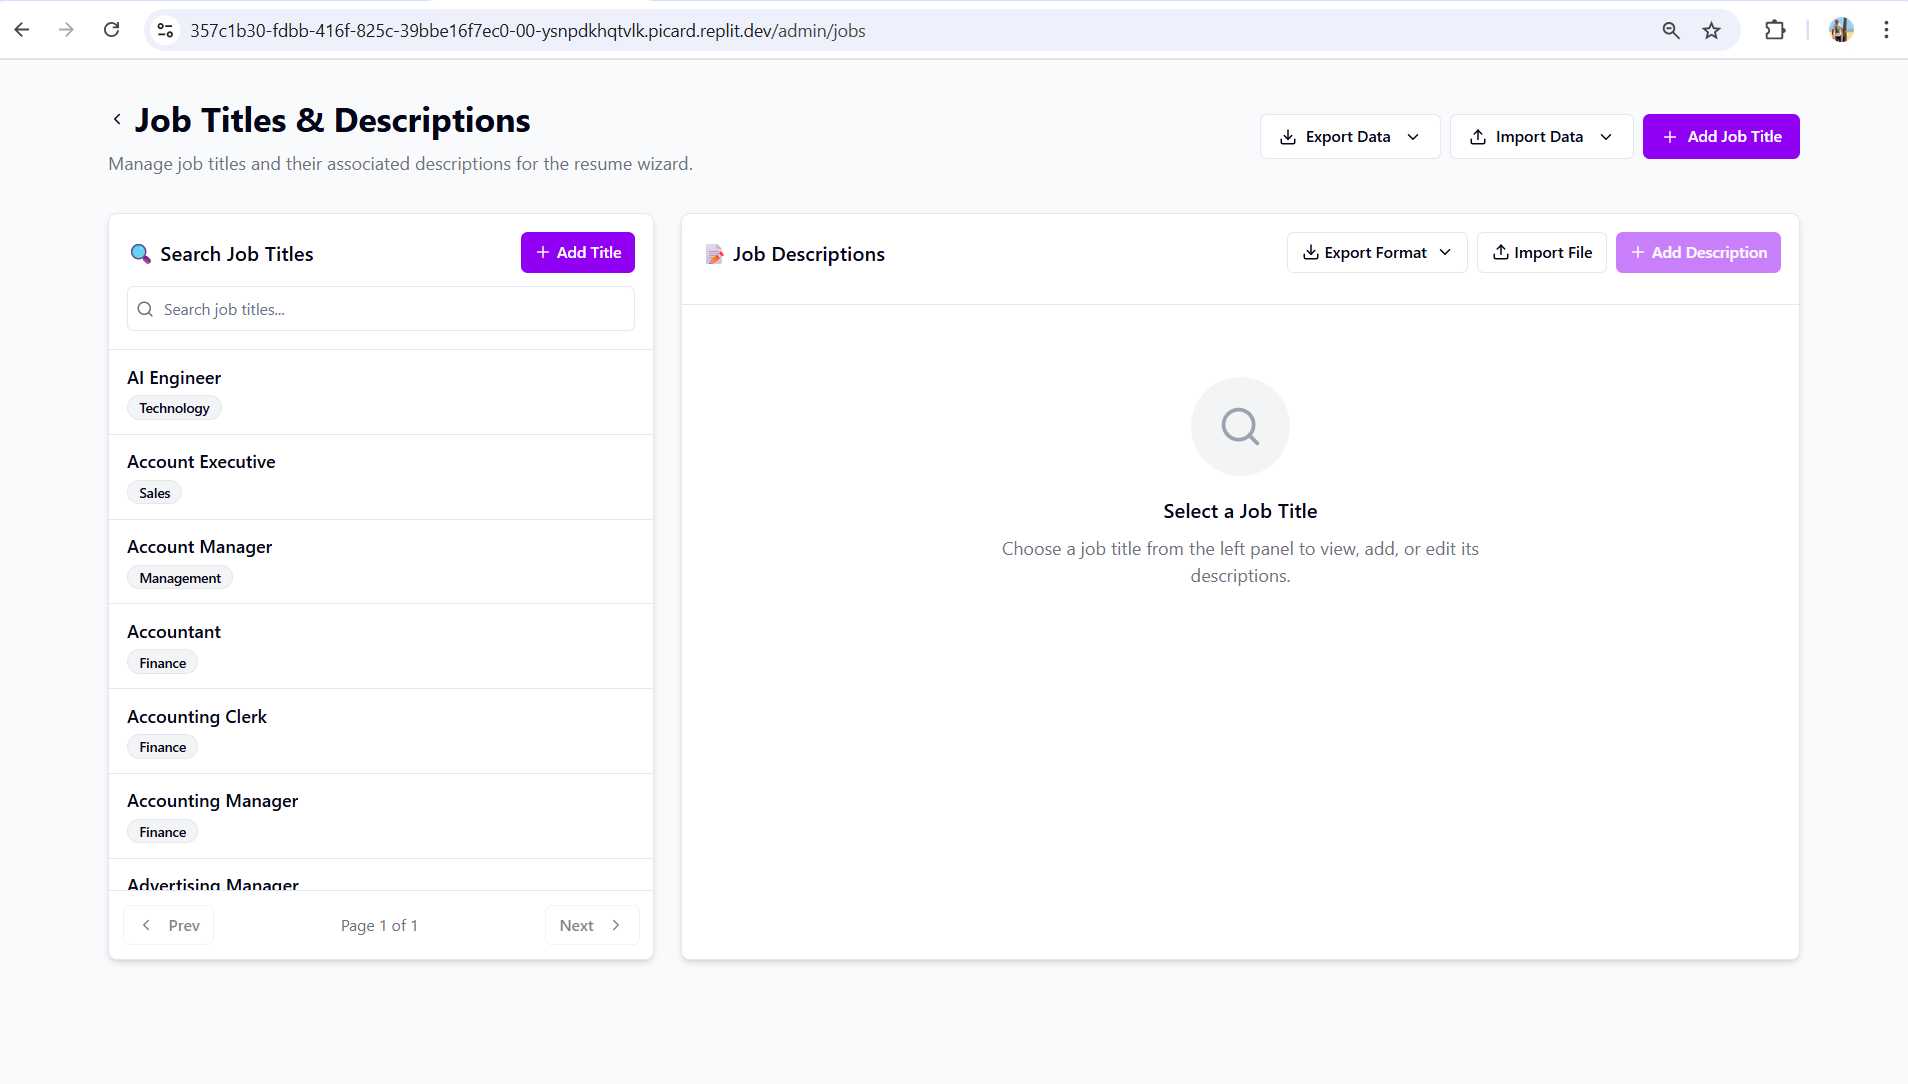 357c1b30-fdbb-416f-825c-39bbe16f7ec0-00-ysnpdkhqtvlk.picard.replit.dev/admin/jobs
Job Titles & Descriptions
Manage job titles and their associated descriptions for the resume wizard.
Export Data
Import Data
+ Add Job Title
Search Job Titles
+ Add Title
Search job titles...
AI Engineer
Technology
Account Executive
Sales
Account Manager
Management
Accountant
Finance
Accounting Clerk
Finance
Accounting Manager
Finance
Advertising Manager
Prev
Page 1 of 1
Next
Job Descriptions
Export Format
Import File
+ Add Description
Select a Job Title
Choose a job title from the left panel to view, add, or edit its
descriptions.